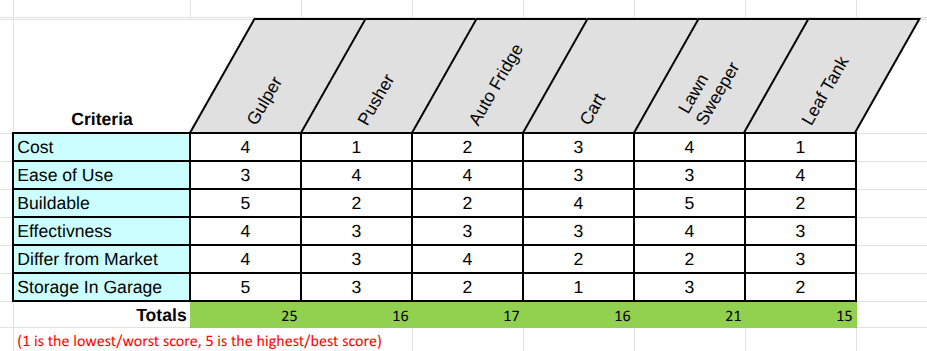 Gulper Pusher Auto Fridge Cart Lawn Sweeper Leaf Tank
Criteria
Cost 4 1 2 3 4 1
Ease of Use 3 4 4 3 3 4
Buildable 5 2 2 4 5 2
Effectivness 4 3 3 3 4 3
Differ from Market 4 3 4 2 2 3
Storage In Garage 5 3 2 1 3 2
Totals 25 16 17 16 21 15
(1 is the lowest/worst score, 5 is the highest/best score)